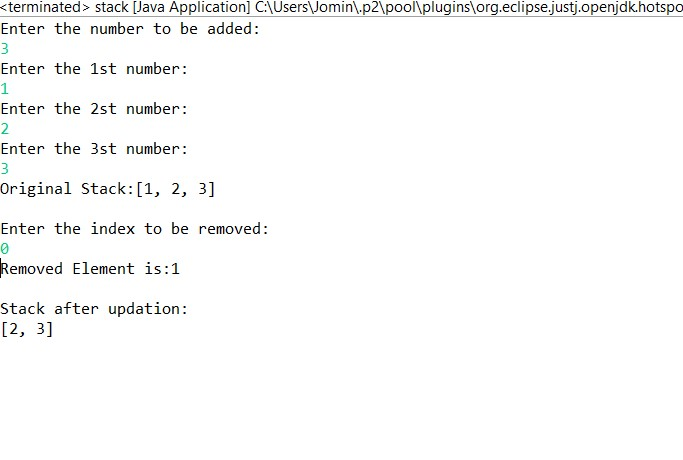 <terminated> stack [Java Application] C:\Users\Jomin\.p2\pool\plugins\org.eclipse.justj.openjdk.hotspo
Enter the number to be added:
3
Enter the 1st number:
1
Enter the 2st number:
2
Enter the 3st number:
3
Original Stack:[1, 2, 3]
Enter the index to be removed:
0
Removed Element is:1
Stack after updation:
[2, 3]